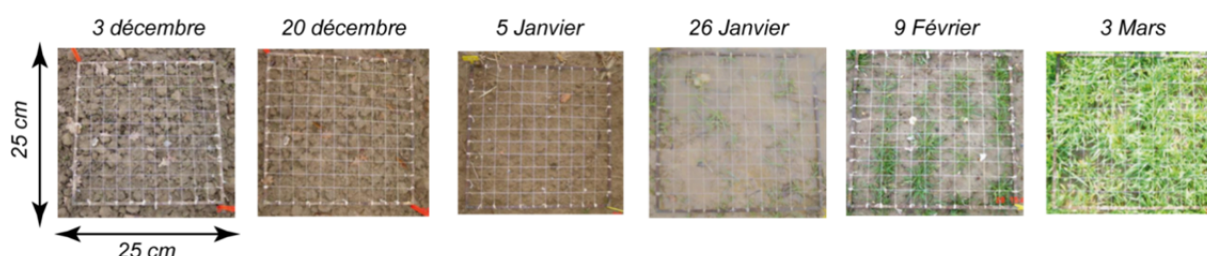 3 décembre
20 décembre
5 Janvier
26 Janvier
9 Février
3 Mars
25 cm
25 cm